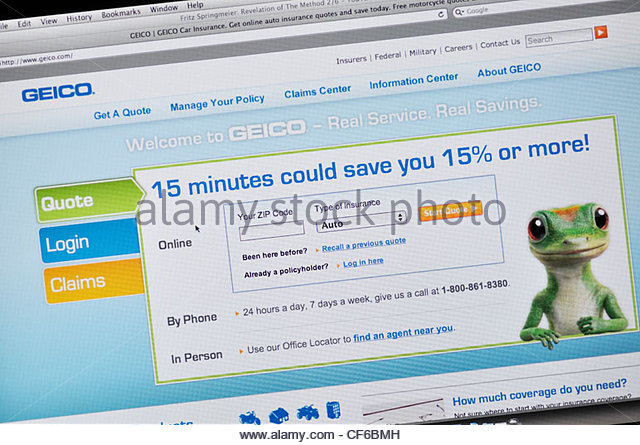 Edit View History Bookmarks Window Help
Fritz Springmeier: Revelation Of The Method 2/6 - You
GEICO | GEICO Car Insurance. Get online auto insurance quotes and save today. Free motorcycle quotes
http://www.geico.com/
Google
Insurers | Federal | Military | Careers | Contact Us
Search
GEICO.
Get A Quote Manage Your Policy Claims Center Information Center About GEICO
Welcome to GEICO. – Real Service. Real Savings.
15 minutes could save you 15% or more!
Quote
Login
Claims
Online
Your ZIP Code
Type of Insurance
Auto
Start Quote
Been here before? Recall a previous quote
Already a policyholder? Log in here
By Phone
24 hours a day, 7 days a week, give us a call at 1-800-861-8380.
In Person
Use our Office Locator to find an agent near you.
How much coverage do you need?
Not sure where to start with your insurance coverage?
alamy stock photo
a alamy stock photo
CF6BMH
www.alamy.com